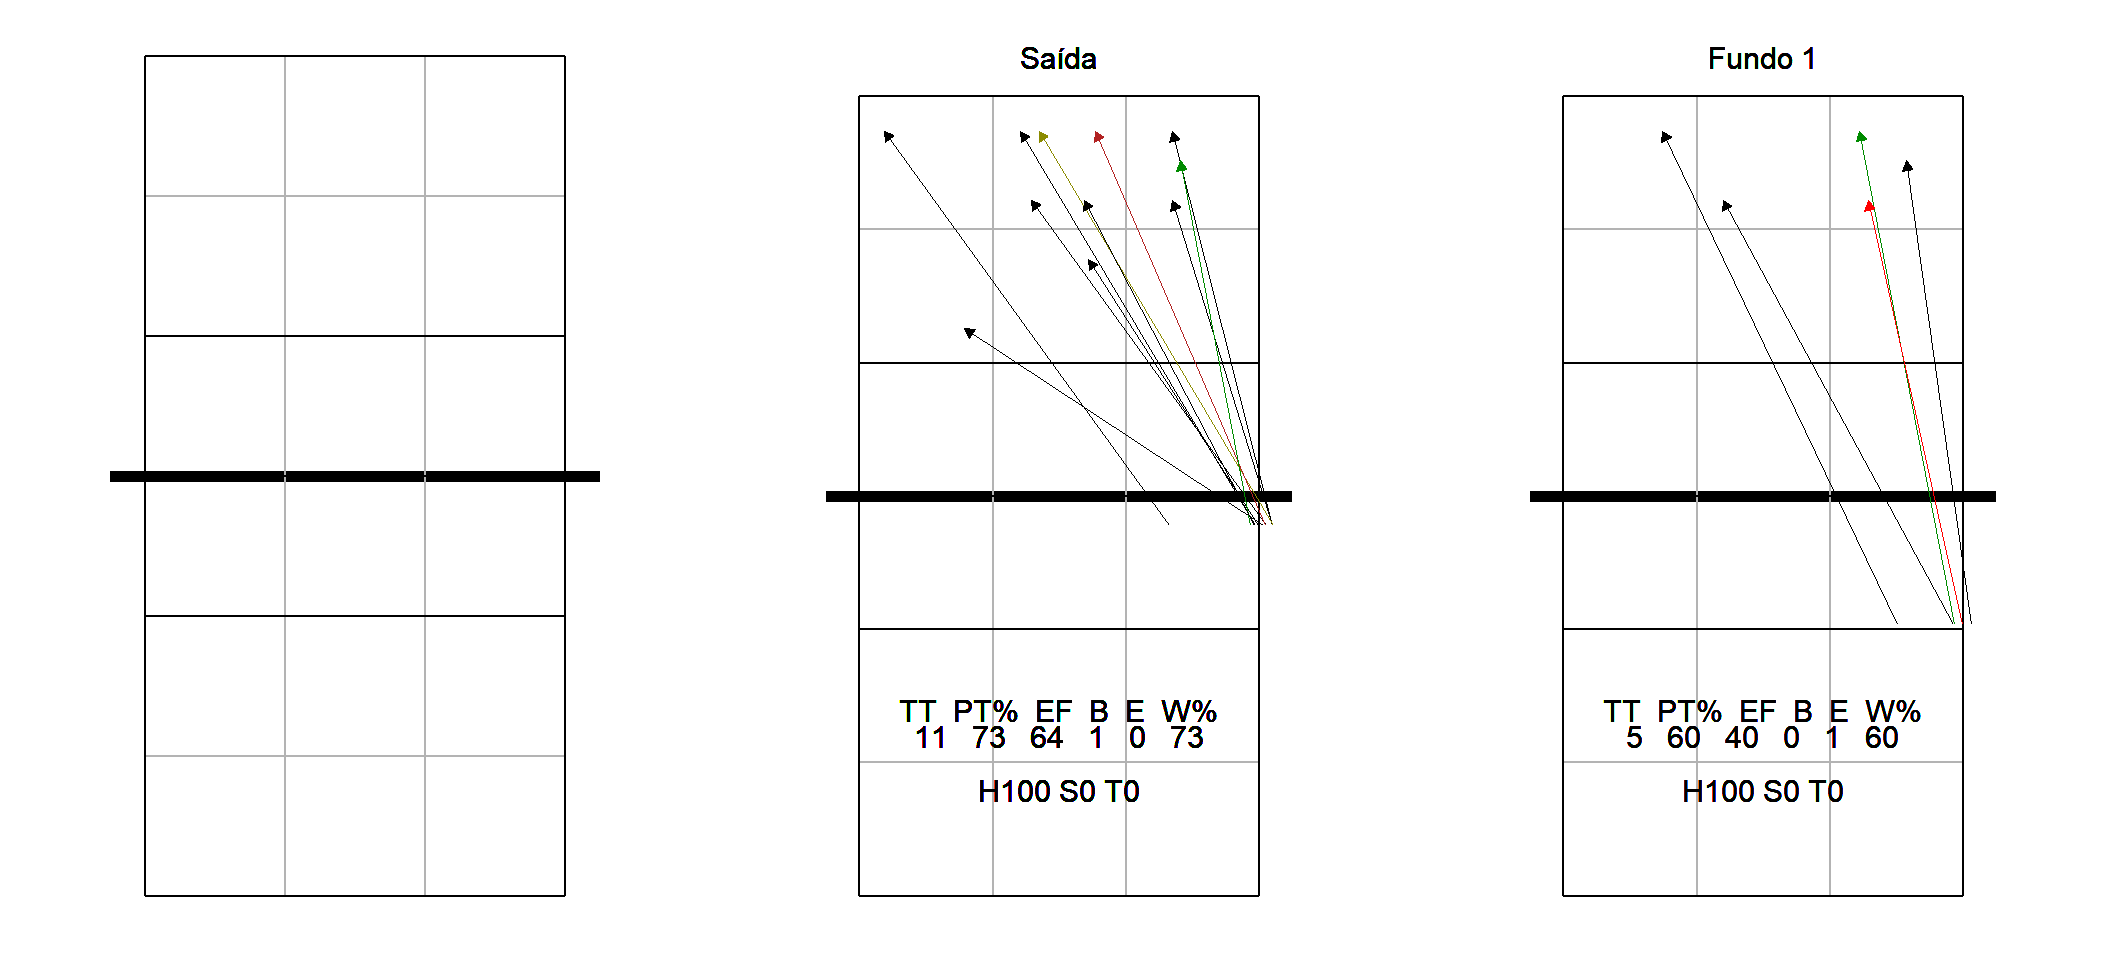 Saída
TT PT% EF B E W%
11 73 64 1 0 73
H100 S0 T0
Fundo 1
TT PT% EF B E W%
5 60 40 0 1 60
H100 S0 T0